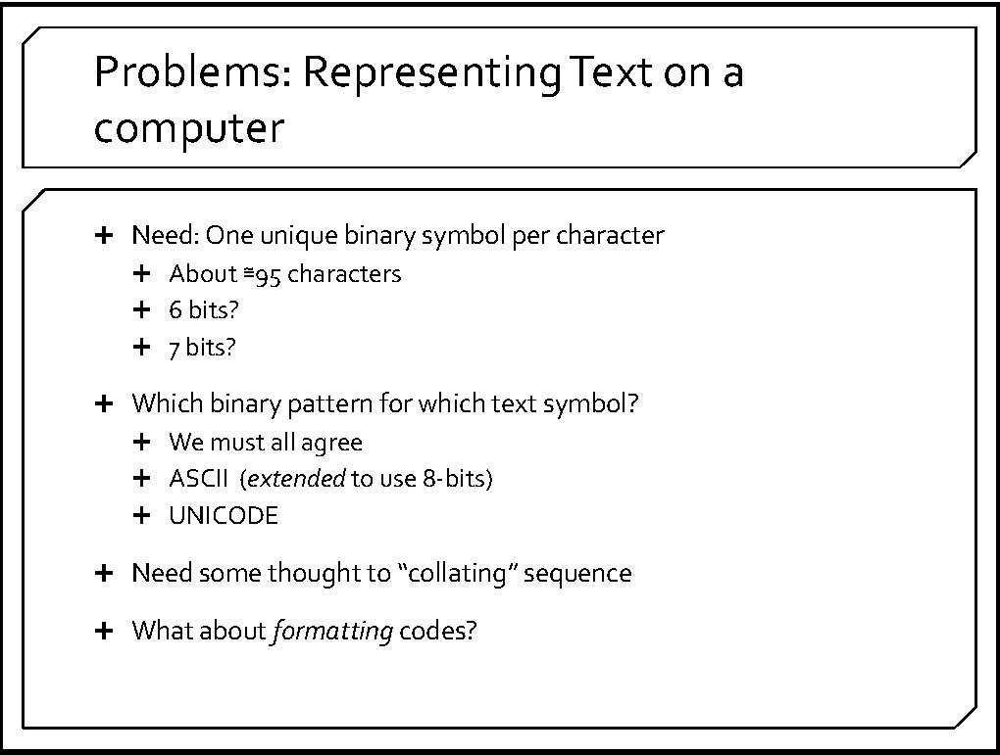 Problems: Representing Text on a
computer
+ Need: One unique binary symbol per character
+ About ≅95 characters
+ 6 bits?
+ 7 bits?
+ Which binary pattern for which text symbol?
+ We must all agree
+ ASCII (extended to use 8-bits)
+ UNICODE
+ Need some thought to “collating” sequence
+ What about formatting codes?